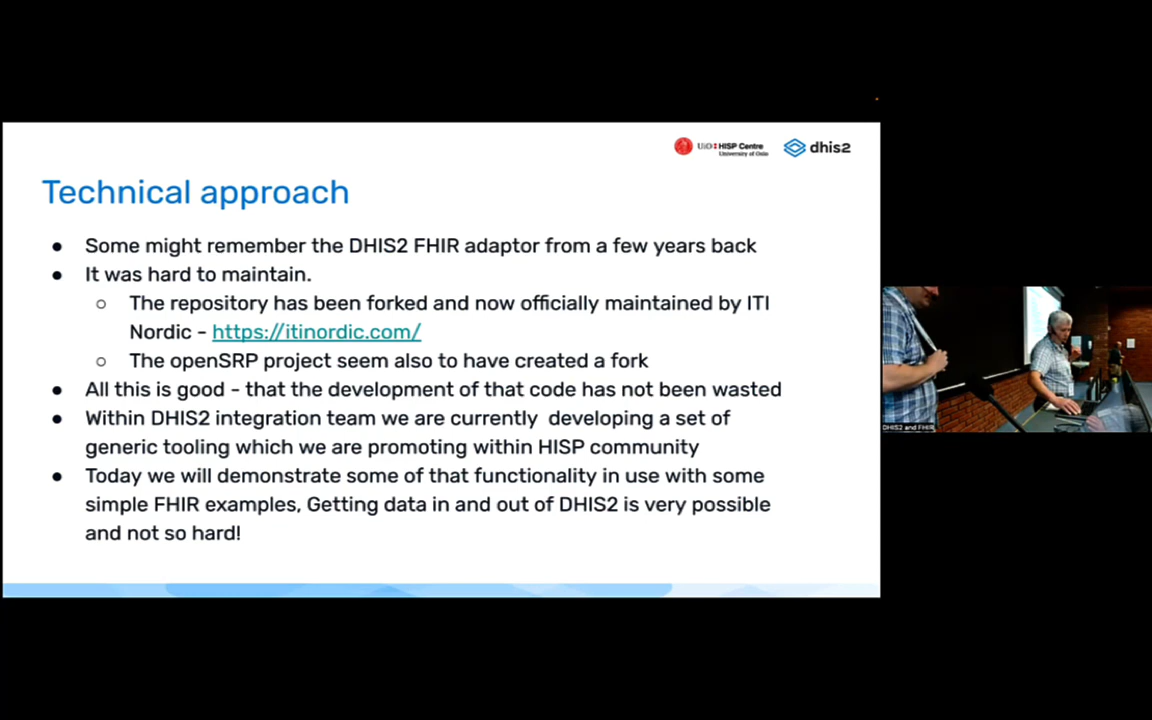 UiO HISP Centre
University of Oslo
dhis2
Technical approach
● Some might remember the DHIS2 FHIR adaptor from a few years back
● It was hard to maintain.
○ The repository has been forked and now officially maintained by ITI
Nordic - https://itinordic.com/
○ The openSRP project seem also to have created a fork
● All this is good - that the development of that code has not been wasted
● Within DHIS2 integration team we are currently  developing a set of
generic tooling which we are promoting within HISP community
● Today we will demonstrate some of that functionality in use with some
simple FHIR examples, Getting data in and out of DHIS2 is very possible
and not so hard!
DHIS2 and FHIR